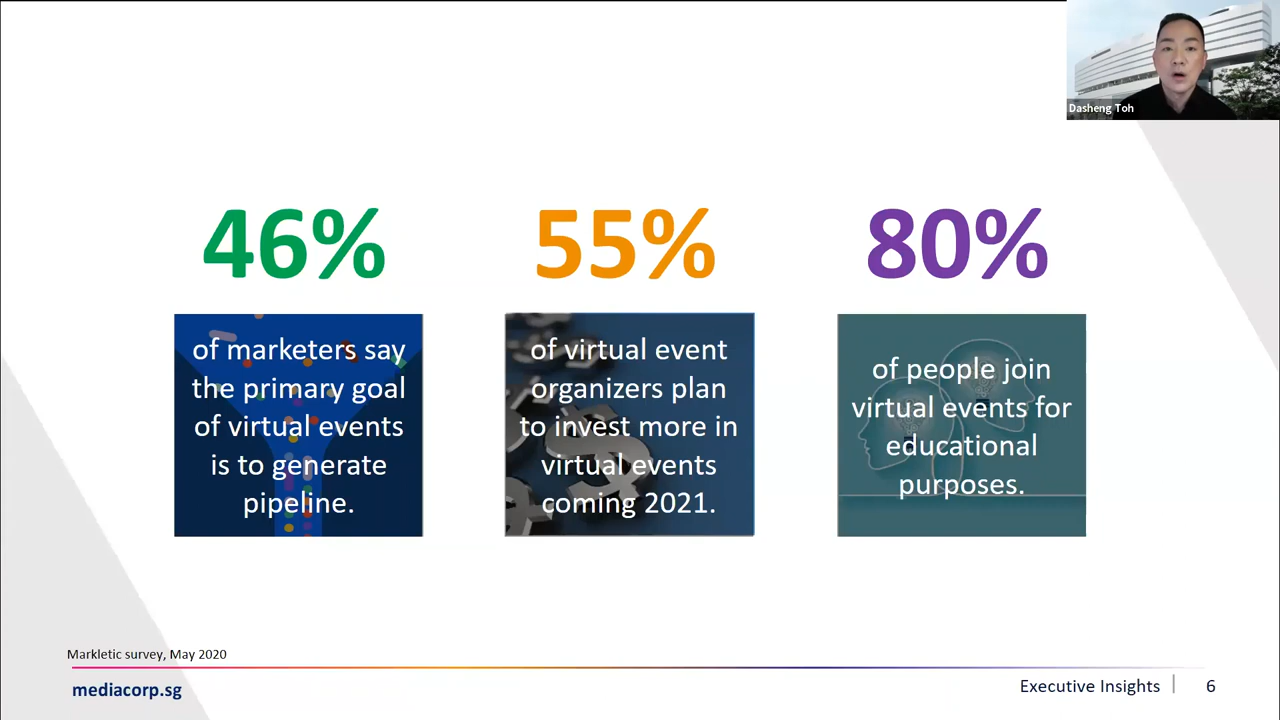 Dasheng Toh
46%
of marketers say
the primary goal
of virtual events
is to generate
pipeline.
55%
of virtual event
organizers plan
to invest more in
virtual events
coming 2021.
80%
of people join
virtual events for
educational
purposes.
Markletic survey, May 2020
mediacorp.sg
Executive Insights | 6